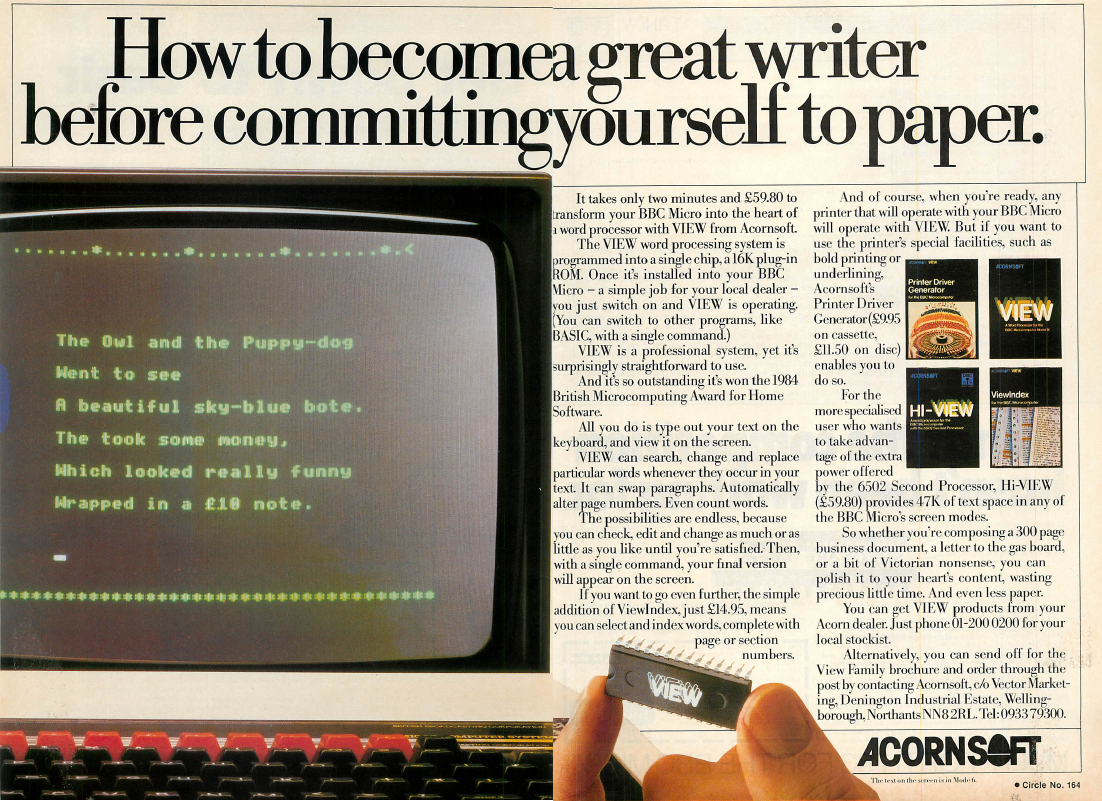 How to become a great writer
before committing yourself to paper.
.......*.......*.......*.......*.<
The Owl and the Puppy-dog
Went to see
A beautiful sky-blue bote.
The took some money,
Which looked really funny
Wrapped in a £10 note.
It takes only two minutes and £59.80 to
transform your BBC Micro into the heart of
a word processor with VIEW from Acornsoft.
The VIEW word processing system is
programmed into a single chip, a 16K plug-in
ROM. Once it's installed into your BBC
Micro – a simple job for your local dealer –
you just switch on and VIEW is operating.
(You can switch to other programs, like
BASIC, with a single command.)
VIEW is a professional system, yet it's
surprisingly straightforward to use.
And it's so outstanding it's won the 1984
British Microcomputing Award for Home
Software.
All you do is type out your text on the
keyboard, and view it on the screen.
VIEW can search, change and replace
particular words whenever they occur in your
text. It can swap paragraphs. Automatically
alter page numbers. Even count words.
The possibilities are endless, because
you can check, edit and change as much or as
little as you like until you're satisfied. Then,
with a single command, your final version
will appear on the screen.
If you want to go even further, the simple
addition of ViewIndex, just £14.95, means
you can select and index words, complete with
page or section
numbers.
VIEW
And of course, when you're ready, any
printer that will operate with your BBC Micro
will operate with VIEW. But if you want to
use the printer's special facilities, such as
bold printing or
underlining,
Acornsoft's
Printer Driver
Generator (£9.95
on cassette,
£11.50 on disc)
enables you to
do so.
For the
more specialised
user who wants
to take advan-
tage of the extra
power offered
by the 6502 Second Processor, Hi-VIEW
(£59.80) provides 47K of text space in any of
the BBC Micro's screen modes.
So whether you're composing a 300 page
business document, a letter to the gas board,
or a bit of Victorian nonsense, you can
polish it to your heart's content, wasting
precious little time. And even less paper.
You can get VIEW products from your
Acorn dealer. Just phone 01-200 0200 for your
local stockist.
Alternatively, you can send off for the
View Family brochure and order through the
post by contacting Acornsoft, c/o Vector Market-
ing, Denington Industrial Estate, Welling-
borough, Northants NN8 2RL. Tel: 0933 79300.
ACORNSOFT VIEW
Printer Driver
Generator
for the BBC Microcomputer
ACORNSOFT
VIEW
ACORNSOFT
HI-VIEW
VIEW
ViewIndex
for the BBC Microcomputer
ACORNSOFT
The text on the screen is in Mode 6.
• Circle No. 164